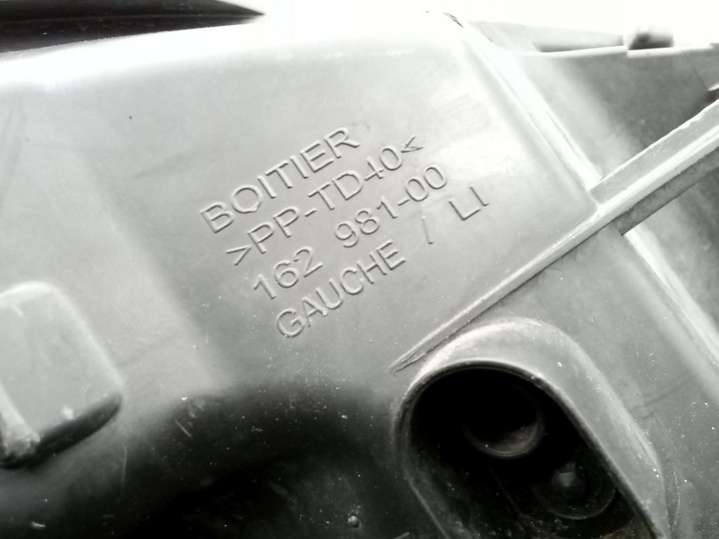 BOITIER
>PP-TD40<
162 981-00
GAUCHE / LI